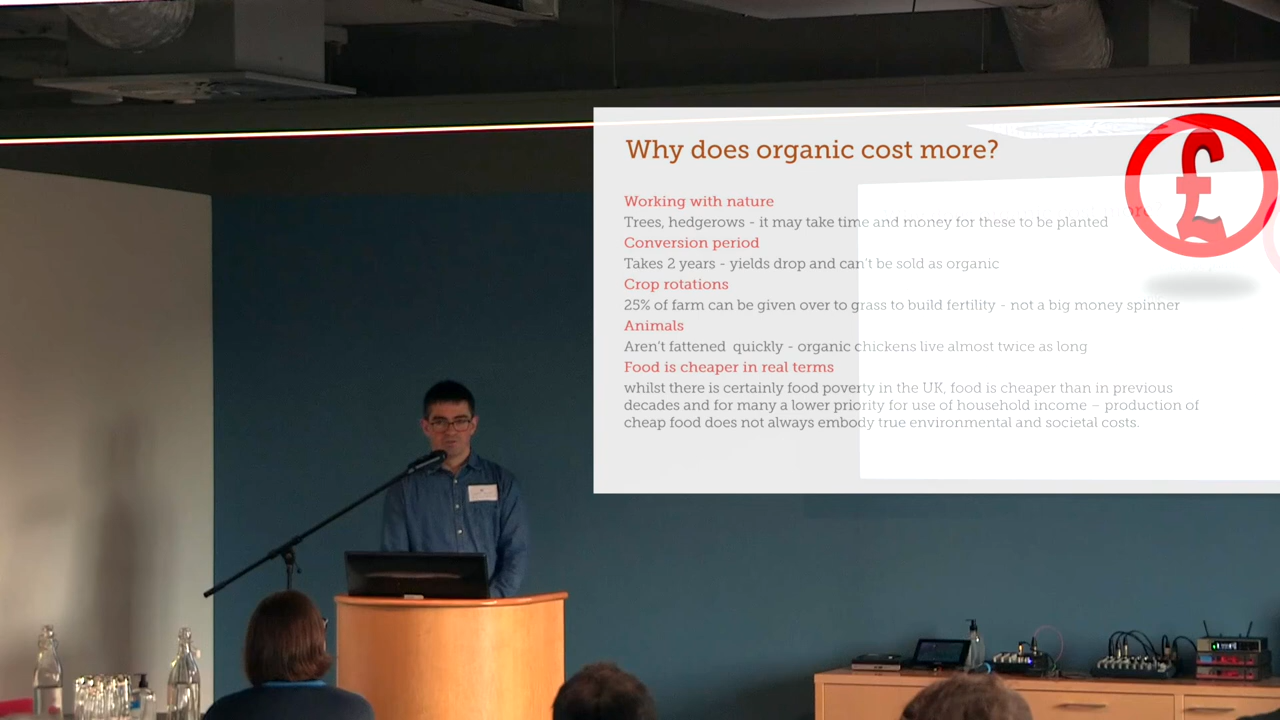 Why does organic cost more?
Working with nature
Trees, hedgerows - it may take time and money for these to be planted
Conversion period
Takes 2 years - yields drop and can't be sold as organic
Crop rotations
25% of farm can be given over to grass to build fertility - not a big money spinner
Animals
Aren't fattened quickly - organic chickens live almost twice as long
Food is cheaper in real terms
whilst there is certainly food poverty in the UK, food is cheaper than in previous
decades and for many a lower priority for use of household income – production of
cheap food does not always embody true environmental and societal costs.
£